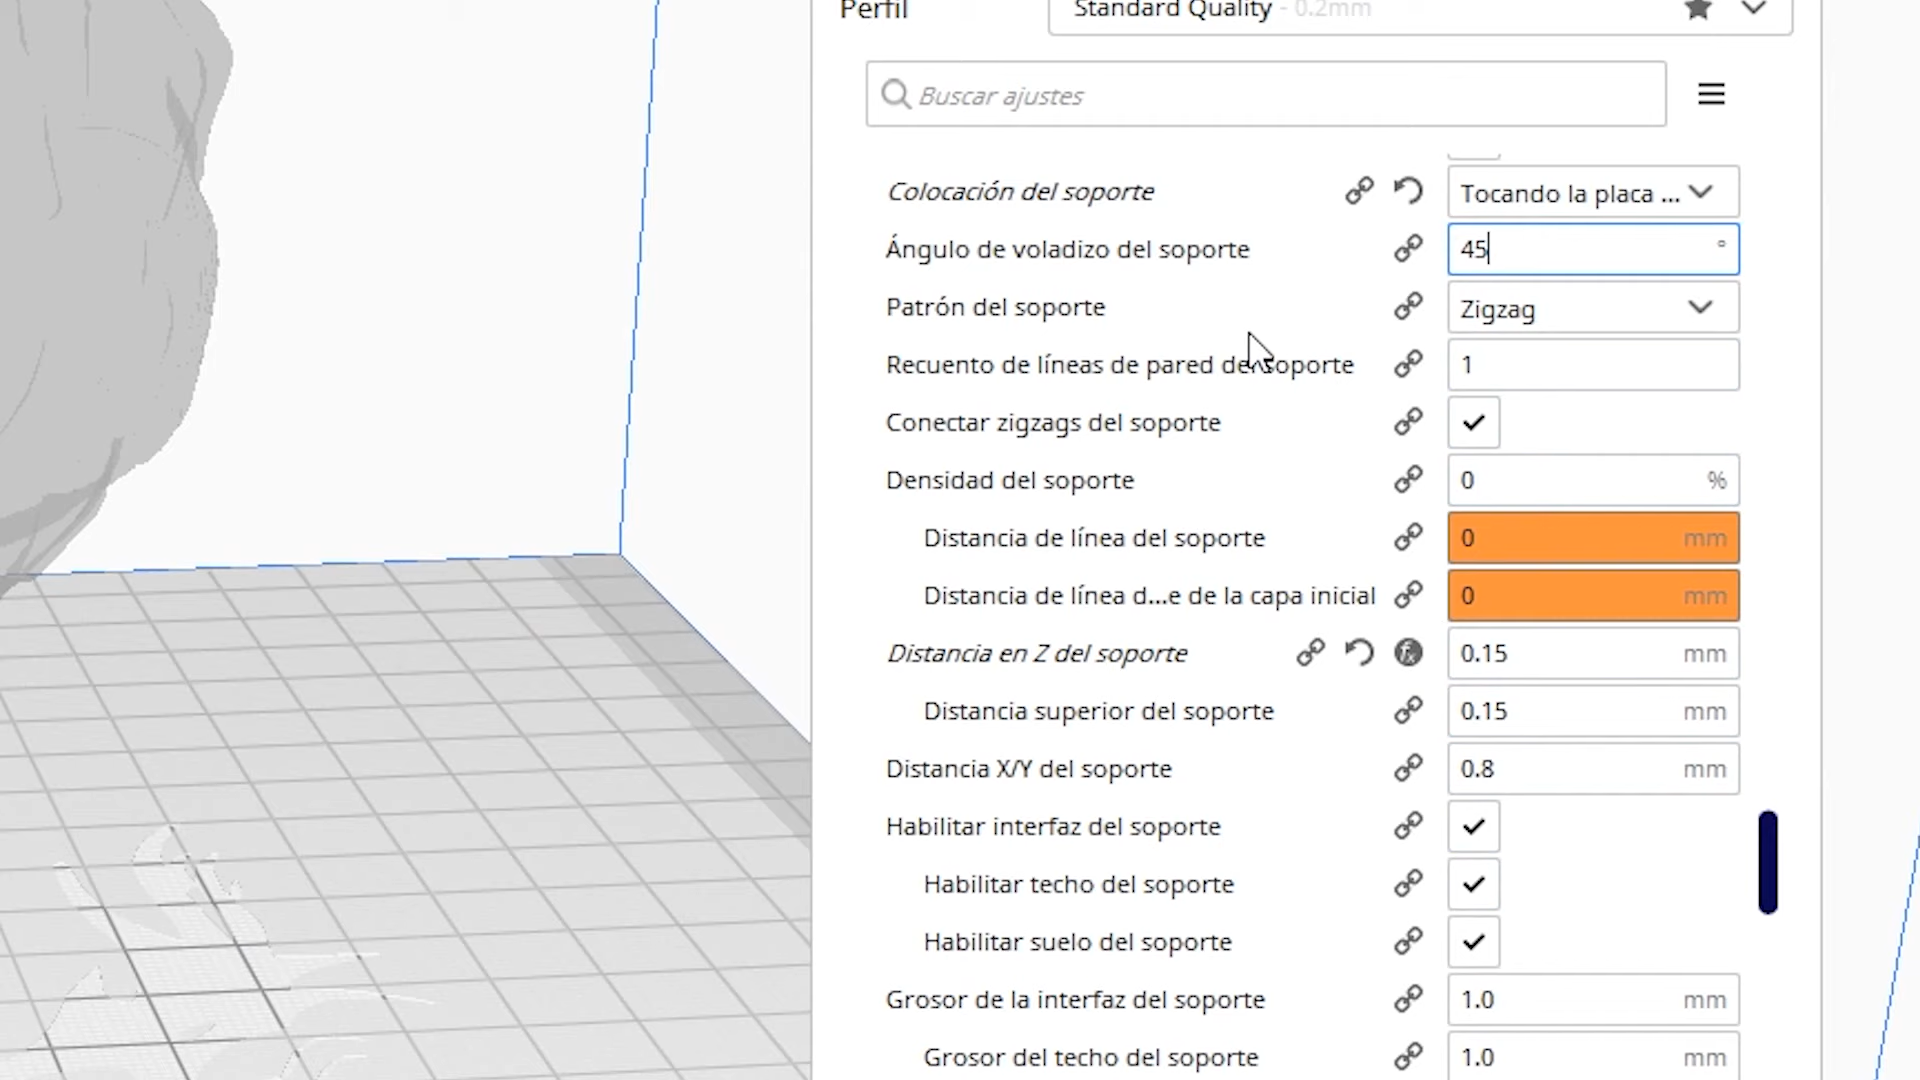 Perfil
Standard Quality - 0.2mm
Buscar ajustes
Colocación del soporte
Tocando la placa ...
Ángulo de voladizo del soporte
45 °
Patrón del soporte
Zigzag
Recuento de líneas de pared del soporte
1
Conectar zigzags del soporte
Densidad del soporte
0 %
Distancia de línea del soporte
0 mm
Distancia de línea d...e de la capa inicial
0 mm
Distancia en Z del soporte
0.15 mm
Distancia superior del soporte
0.15 mm
Distancia X/Y del soporte
0.8 mm
Habilitar interfaz del soporte
Habilitar techo del soporte
Habilitar suelo del soporte
Grosor de la interfaz del soporte
1.0 mm
Grosor del techo del soporte
1.0 mm